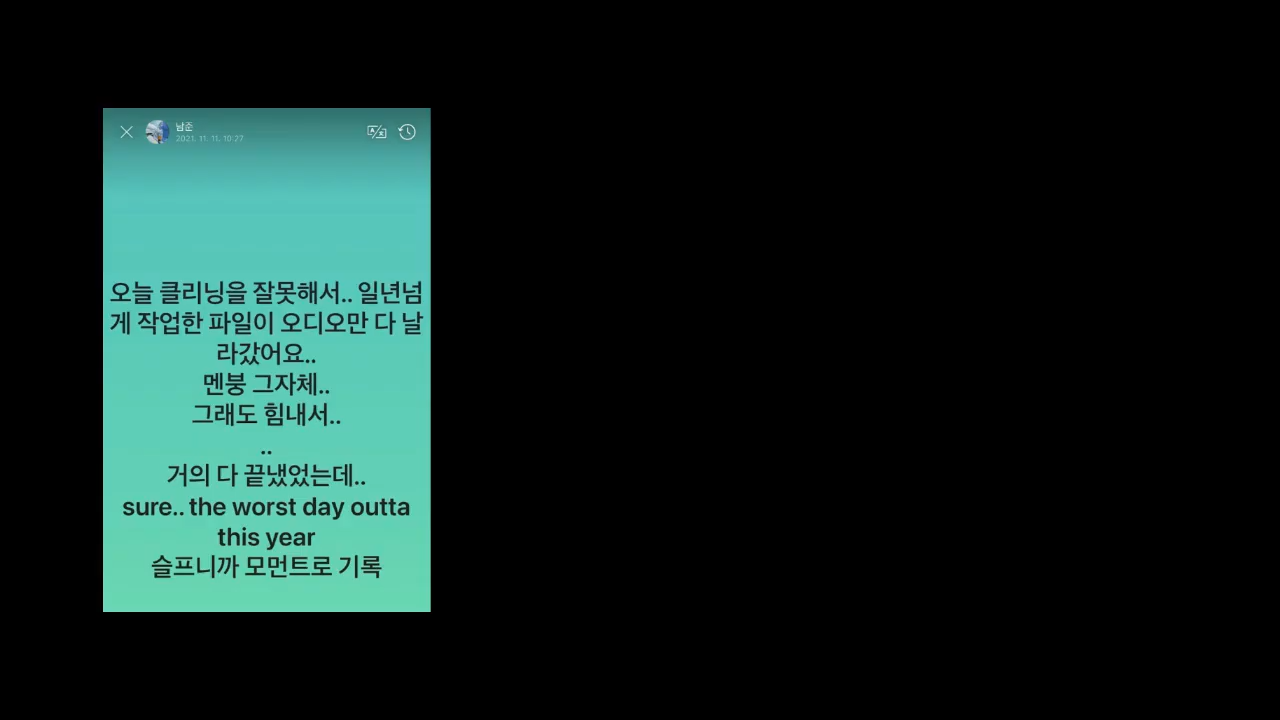 남준
2021. 11. 11. 10:27
오늘 클리닝을 잘못해서.. 일년넘
게 작업한 파일이 오디오만 다 날
라갔어요..
멘붕 그자체..
그래도 힘내서..
..
거의 다 끝냈었는데..
sure.. the worst day outta
this year
슬프니까 모먼트로 기록